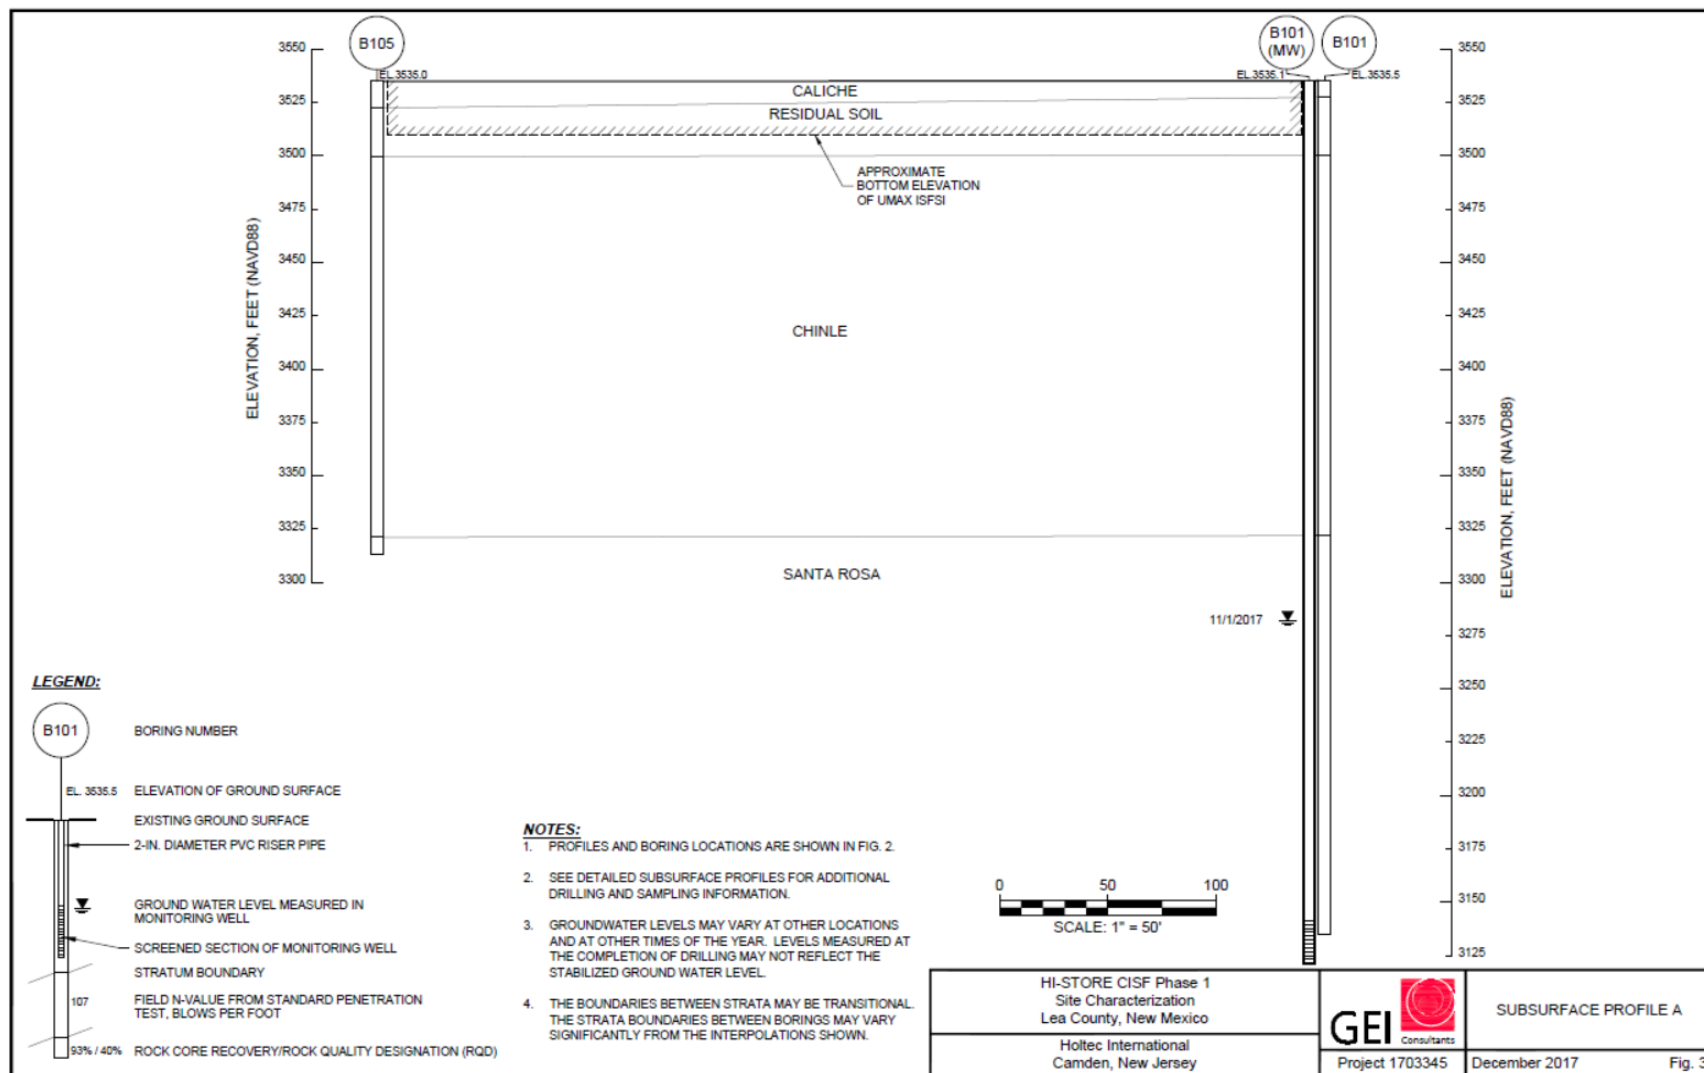 B105
B101
(MW)
B101
EL.3535.0
EL.3535.1
EL.3535.5
3550
3525
3500
3475
3450
3425
3400
3375
3350
3325
3300
ELEVATION, FEET (NAVD88)
CALICHE
RESIDUAL SOIL
APPROXIMATE
BOTTOM ELEVATION
OF UMAX ISFSI
CHINLE
SANTA ROSA
11/1/2017
3550
3525
3500
3475
3450
3425
3400
3375
3350
3325
3300
3275
3250
3225
3200
3175
3150
3125
ELEVATION, FEET (NAVD88)
LEGEND:
B101
BORING NUMBER
EL. 3535.5 ELEVATION OF GROUND SURFACE
EXISTING GROUND SURFACE
2-IN. DIAMETER PVC RISER PIPE
GROUND WATER LEVEL MEASURED IN
MONITORING WELL
SCREENED SECTION OF MONITORING WELL
STRATUM BOUNDARY
107 FIELD N-VALUE FROM STANDARD PENETRATION
TEST, BLOWS PER FOOT
93% / 40% ROCK CORE RECOVERY/ROCK QUALITY DESIGNATION (RQD)
NOTES:
1. PROFILES AND BORING LOCATIONS ARE SHOWN IN FIG. 2.
2. SEE DETAILED SUBSURFACE PROFILES FOR ADDITIONAL
DRILLING AND SAMPLING INFORMATION.
3. GROUNDWATER LEVELS MAY VARY AT OTHER LOCATIONS
AND AT OTHER TIMES OF THE YEAR. LEVELS MEASURED AT
THE COMPLETION OF DRILLING MAY NOT REFLECT THE
STABILIZED GROUND WATER LEVEL.
4. THE BOUNDARIES BETWEEN STRATA MAY BE TRANSITIONAL.
THE STRATA BOUNDARIES BETWEEN BORINGS MAY VARY
SIGNIFICANTLY FROM THE INTERPOLATIONS SHOWN.
0 50 100
SCALE: 1" = 50'
HI-STORE CISF Phase 1
Site Characterization
Lea County, New Mexico
Holtec International
Camden, New Jersey
GEI Consultants
Project 1703345
SUBSURFACE PROFILE A
December 2017 Fig. 3